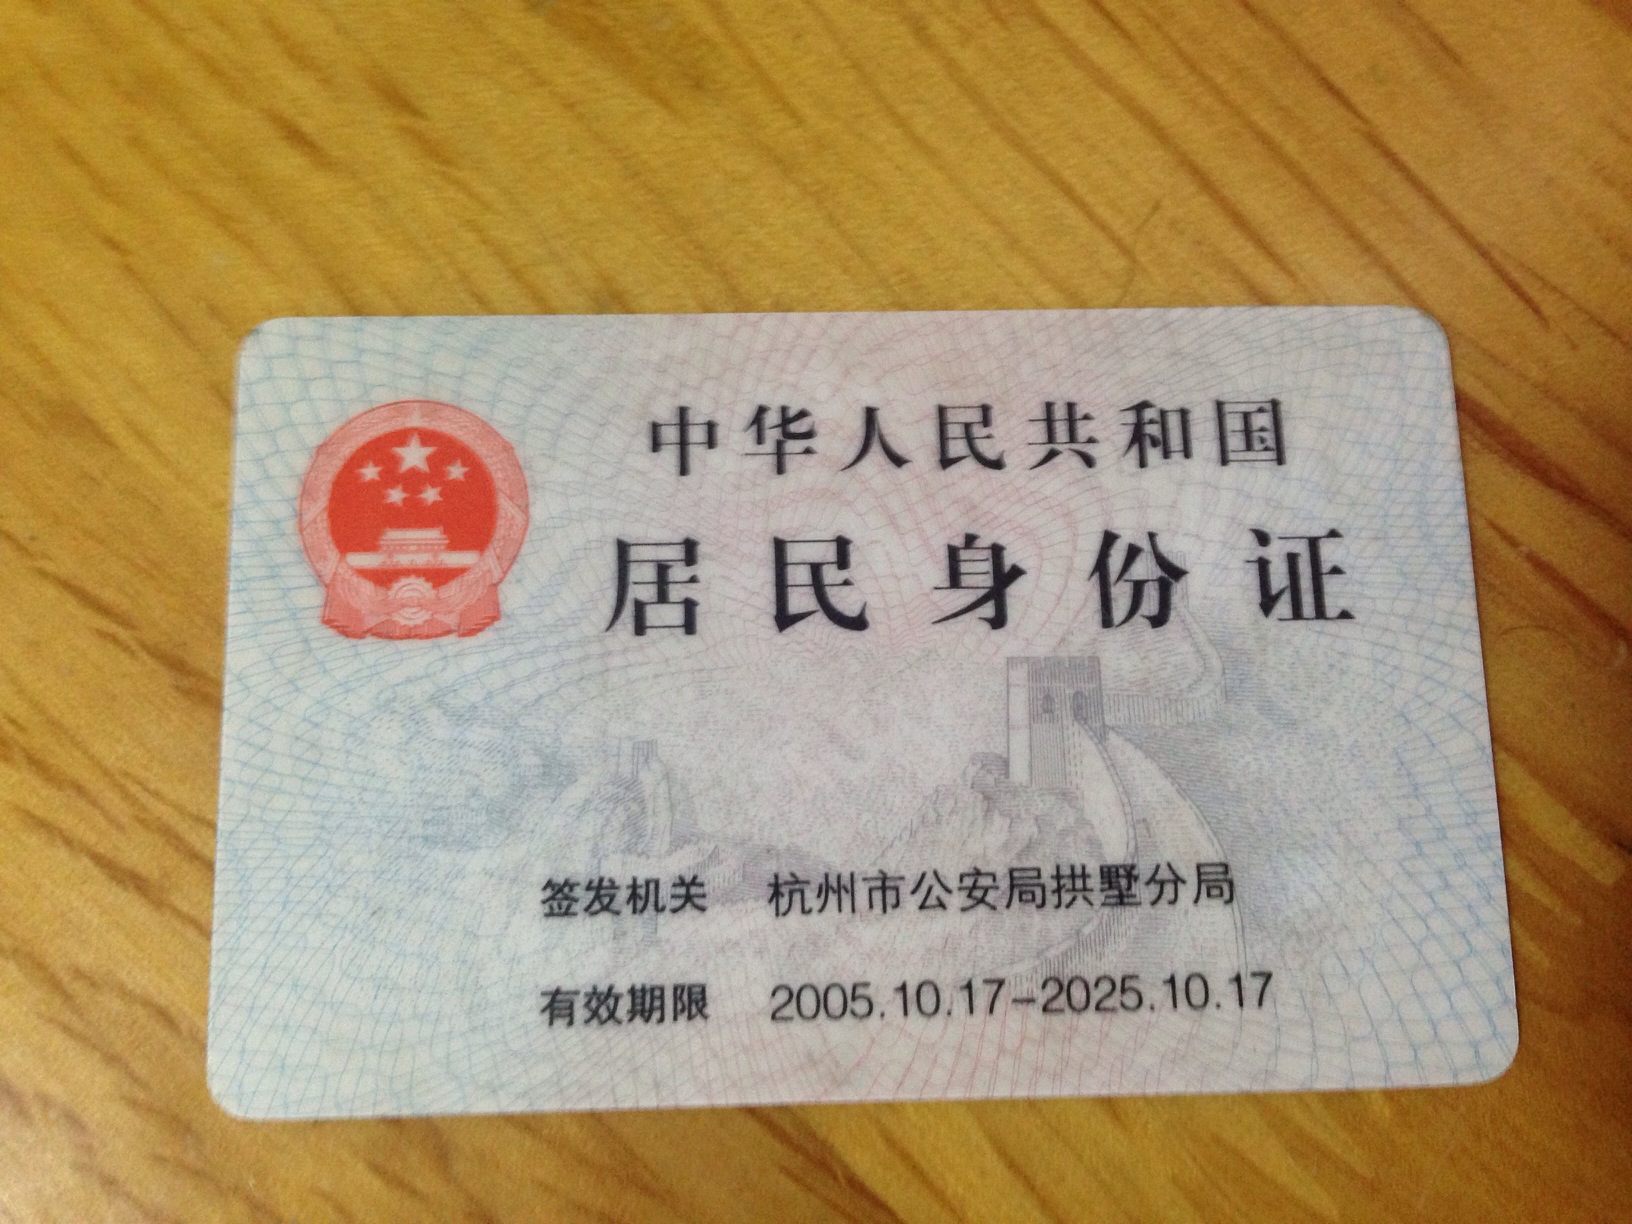 中华人民共和国
居民身份证
签发机关 杭州市公安局拱墅分局
有效期限 2005.10.17-2025.10.17